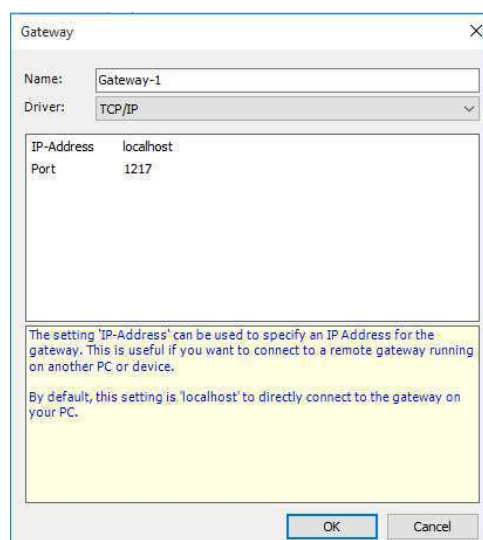 Gateway
Name: Gateway-1
Driver: TCP/IP
IP-Address localhost
Port 1217
The setting 'IP-Address' can be used to specify an IP Address for the
gateway. This is useful if you want to connect to a remote gateway running
on another PC or device.
By default, this setting is 'localhost' to directly connect to the gateway on
your PC.
OK Cancel